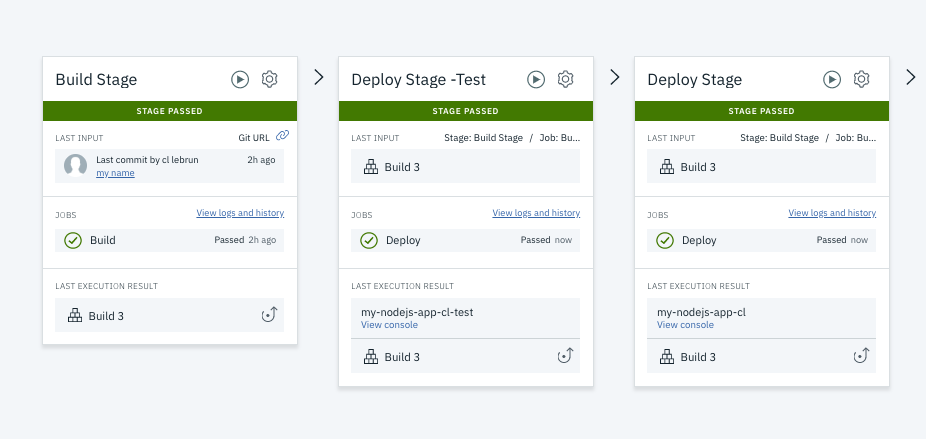 Build Stage
STAGE PASSED
LAST INPUT
Git URL
Last commit by cl lebrun
2h ago
my name
JOBS
View logs and history
Build
Passed 2h ago
LAST EXECUTION RESULT
Build 3
Deploy Stage -Test
STAGE PASSED
LAST INPUT
Stage: Build Stage / Job: Bu...
Build 3
JOBS
View logs and history
Deploy
Passed now
LAST EXECUTION RESULT
my-nodejs-app-cl-test
View console
Build 3
Deploy Stage
STAGE PASSED
LAST INPUT
Stage: Build Stage / Job: Bu...
Build 3
JOBS
View logs and history
Deploy
Passed now
LAST EXECUTION RESULT
my-nodejs-app-cl
View console
Build 3